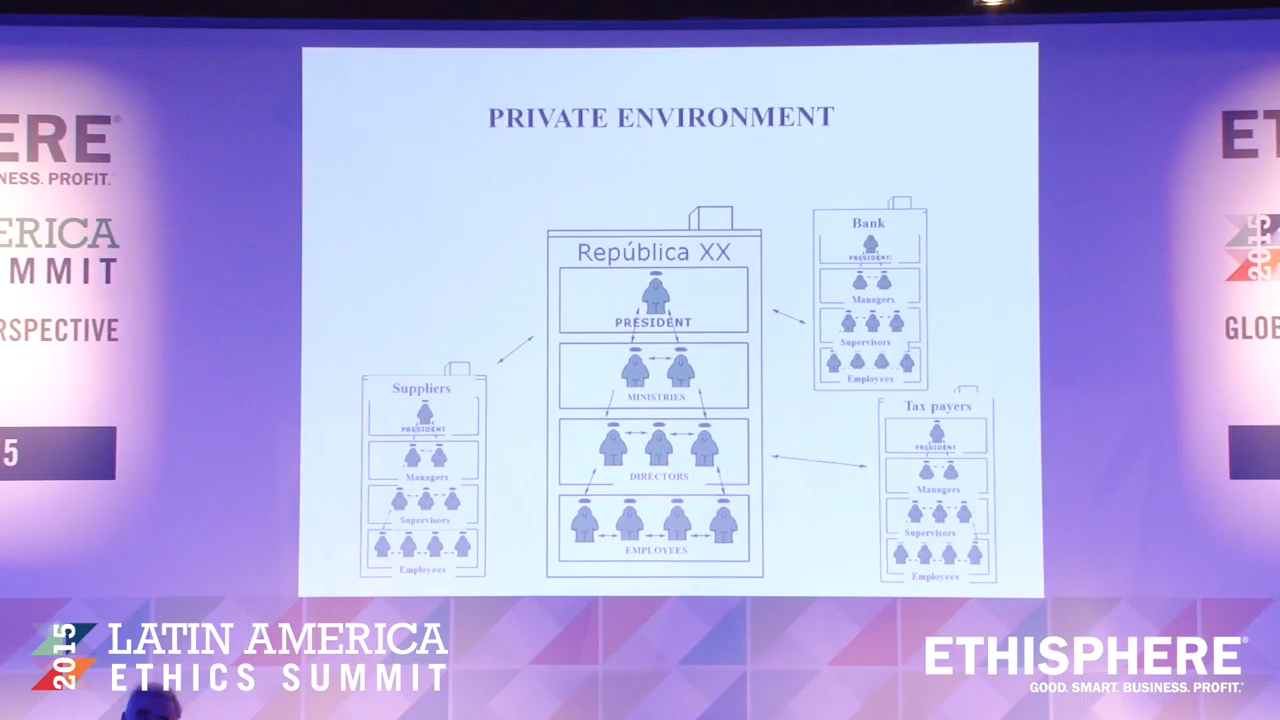 PRIVATE ENVIRONMENT
República XX
PRESIDENT
MINISTRIES
DIRECTORS
EMPLOYEES
Suppliers
PRESIDENT
Managers
Supervisors
Employees
Bank
PRESIDENT
Managers
Supervisors
Employees
Tax payers
PRESIDENT
Managers
Supervisors
Employees
PHERE®
NESS. PROFIT.
ERICA
MMIT
RSPECTIVE
5
ET
2015
GLOB
2015 LATIN AMERICA
ETHICS SUMMIT
ETHISPHERE®
GOOD. SMART. BUSINESS. PROFIT.®